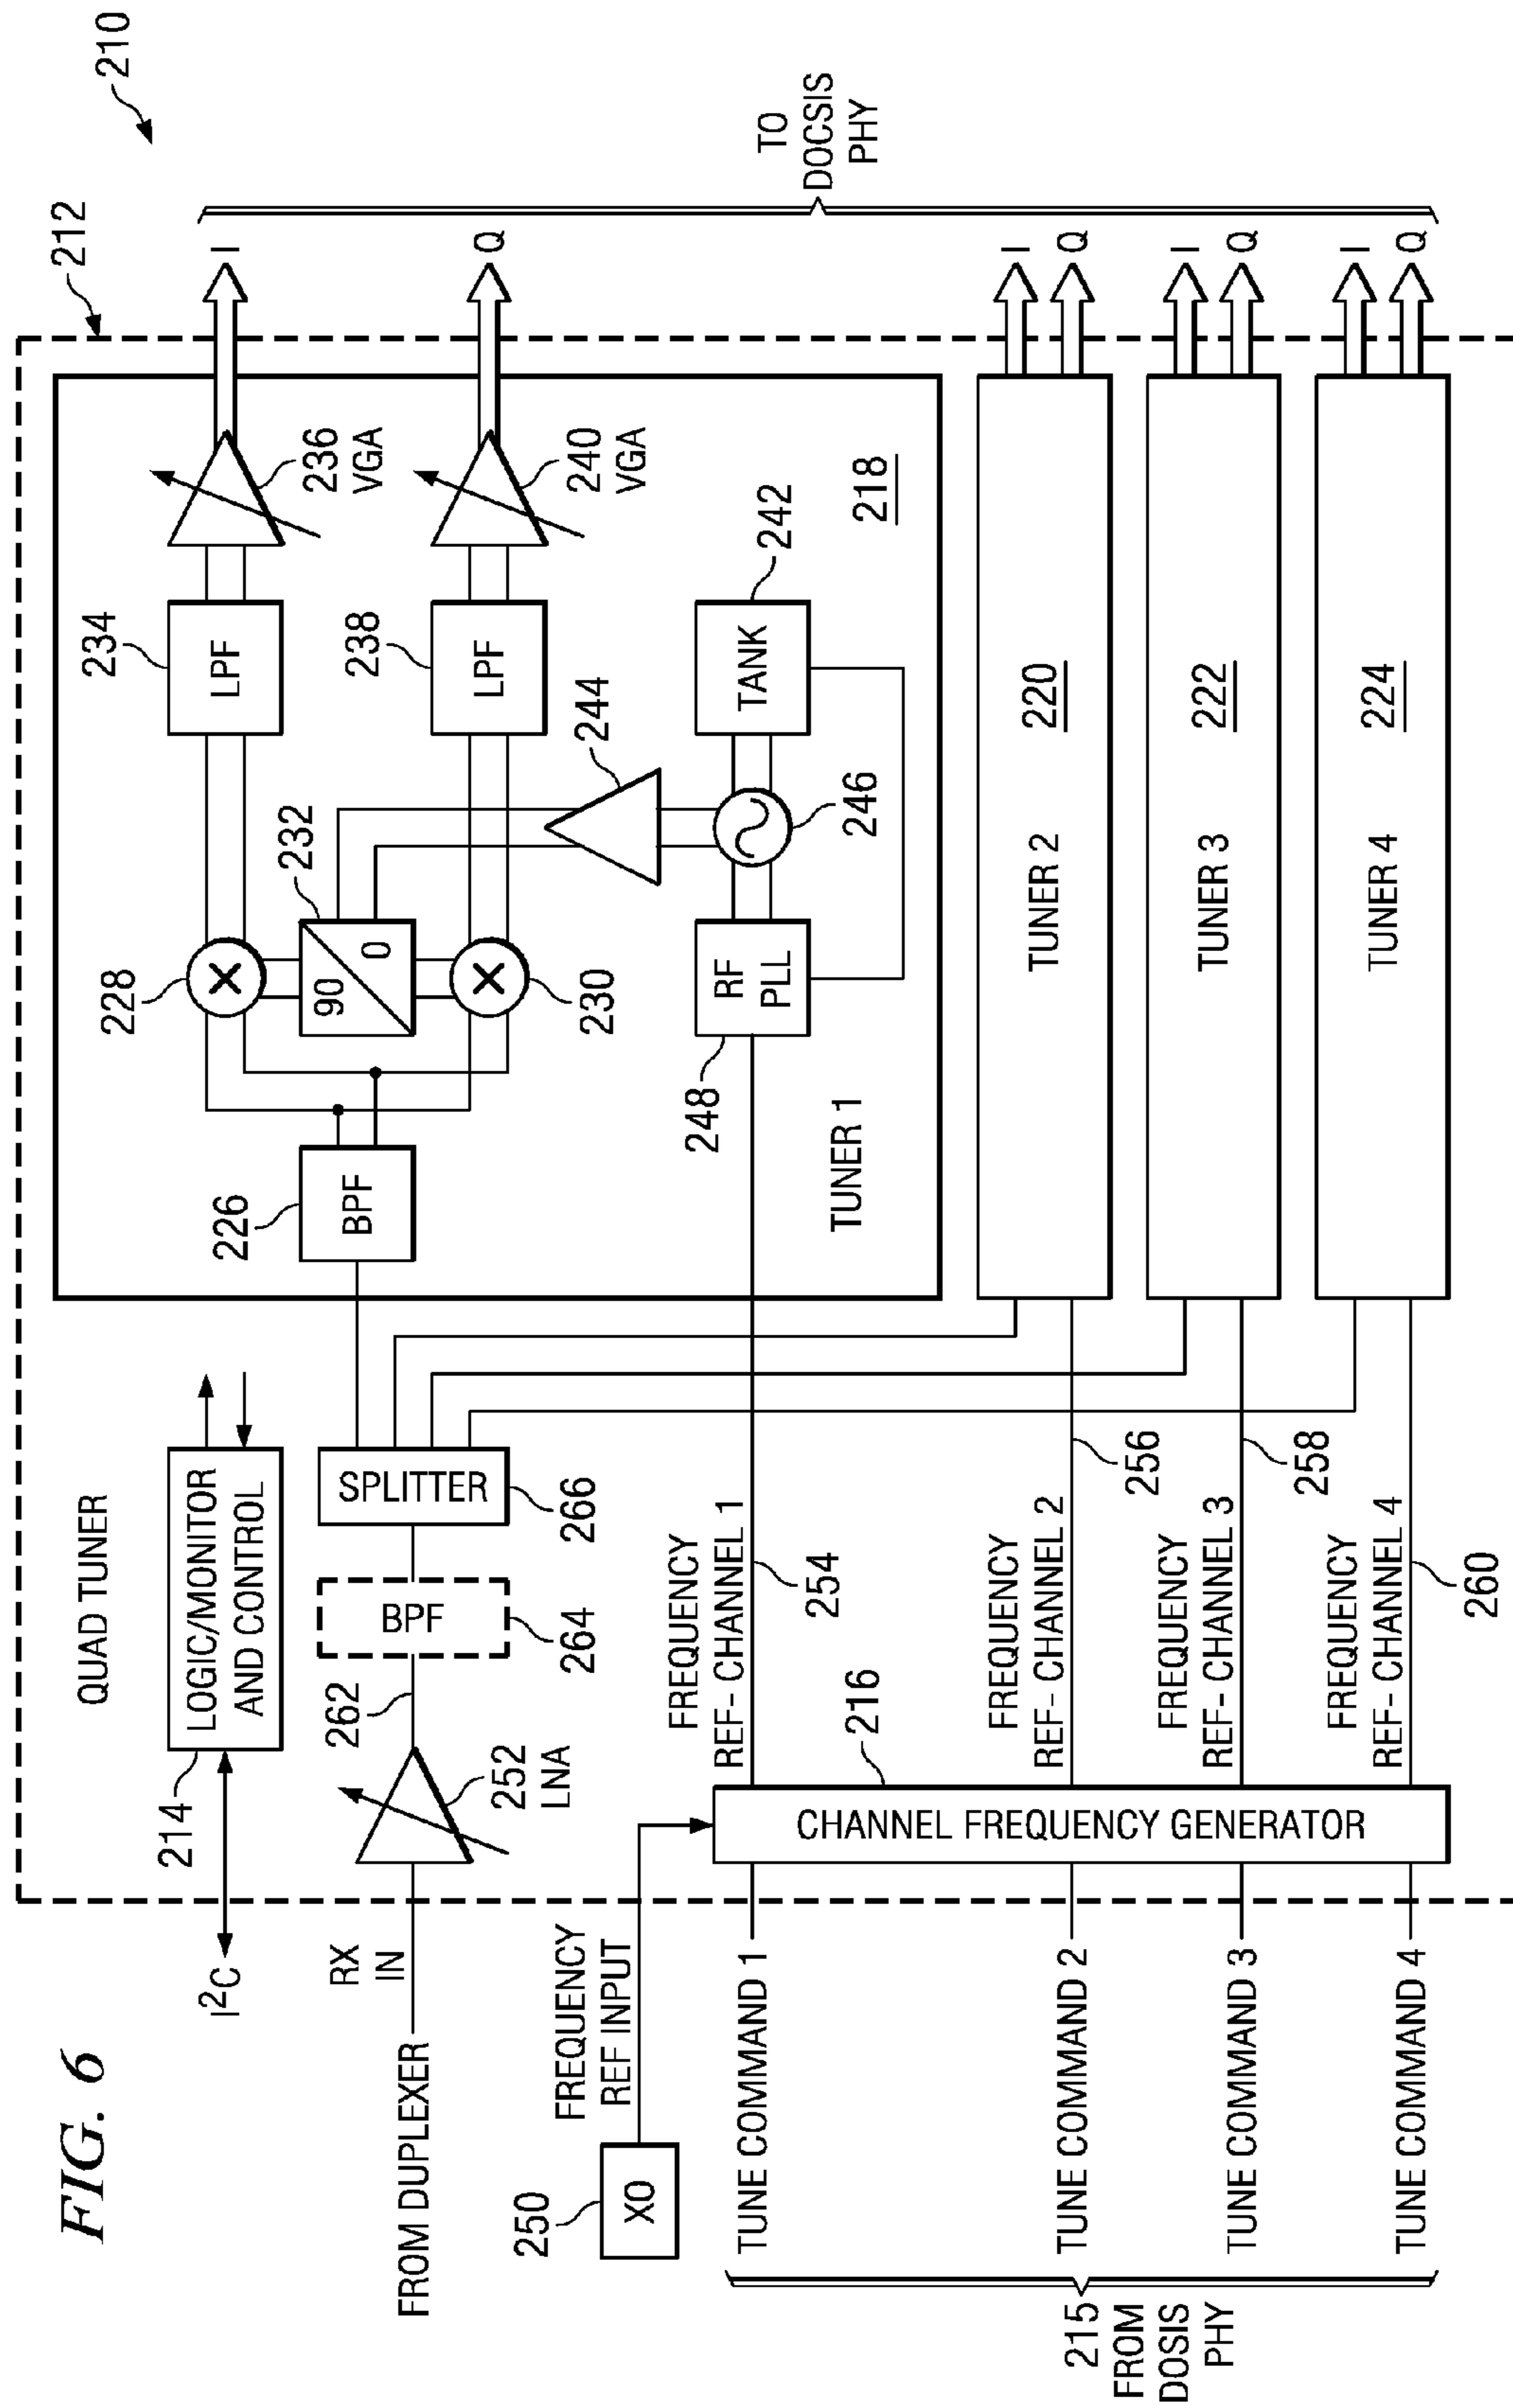 FIG. 6
210
212
QUAD TUNER
I²C
214
LOGIC/MONITOR
AND CONTROL
FROM DUPLEXER
RX
IN
252
LNA
262
BPF
264
SPLITTER
266
226
BPF
228
230
232
90
0
234
LPF
236
VGA
I
238
LPF
240
VGA
Q
244
246
TANK
242
RF
PLL
248
TUNER 1
218
250
XO
FREQUENCY
REF INPUT
216
CHANNEL FREQUENCY GENERATOR
TUNE COMMAND 1
TUNE COMMAND 2
TUNE COMMAND 3
TUNE COMMAND 4
215
FROM
DOSIS
PHY
FREQUENCY
REF- CHANNEL 1
254
FREQUENCY
REF- CHANNEL 2
256
FREQUENCY
REF- CHANNEL 3
258
FREQUENCY
REF- CHANNEL 4
260
TUNER 2
220
I
Q
TUNER 3
222
I
Q
TUNER 4
224
I
Q
TO
DOCSIS
PHY